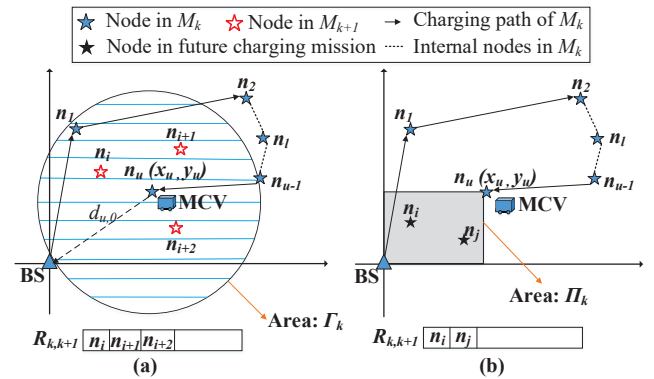 Node in M_k Node in M_{k+1} Charging path of M_k
Node in future charging mission Internal nodes in M_k
n_1 n_2
n_{i+1}
n_i n_l
n_u (x_u, y_u) n_{u-1}
MCV
d_{u,0}
n_{i+2}
BS
Area: Γ_k
R_{k,k+1} n_i n_{i+1} n_{i+2}
(a)
n_2
n_1
n_l
n_u (x_u, y_u) n_{u-1}
n_i MCV
n_j
BS
Area: Π_k
R_{k,k+1} n_i n_j
(b)